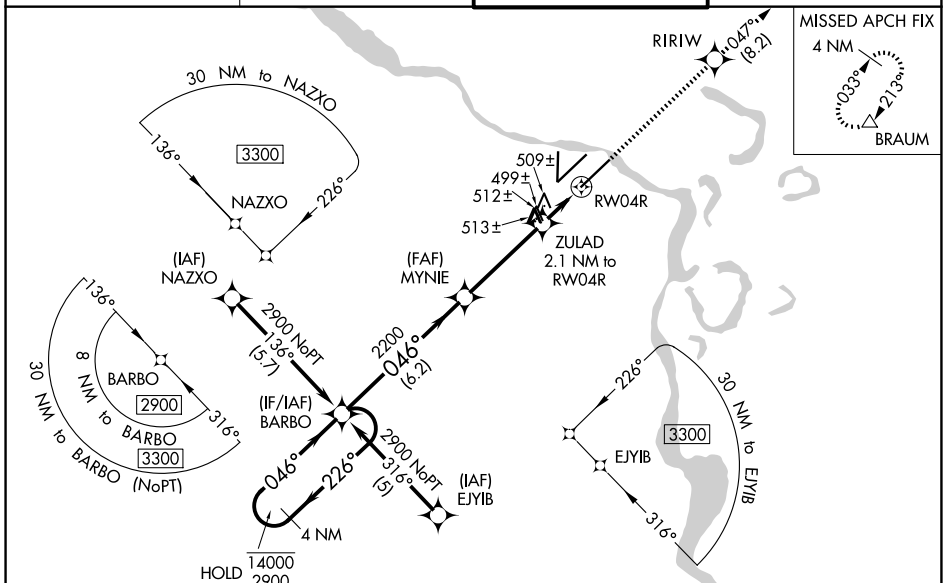 MISSED APCH FIX
4 NM
033°
213°
BRAUM
RIRIW
047°
(8.2)
30 NM to NAZXO
136°
3300
226°
NAZXO
509±
499±
512±
513±
RW04R
ZULAD
2.1 NM to
RW04R
(FAF)
MYNIE
(IAF)
NAZXO
2900 NoPT
136°
(5.7)
2200
046°
(6.2)
136°
BARBO
2900
316°
8 NM to BARBO
3300
30 NM to BARBO
(NoPT)
(IF/IAF)
BARBO
046°
226°
4 NM
HOLD
14000
2900
2900 NoPT
316°
(5)
(IAF)
EJYIB
226°
3300
EJYIB
316°
30 NM to EJYIB